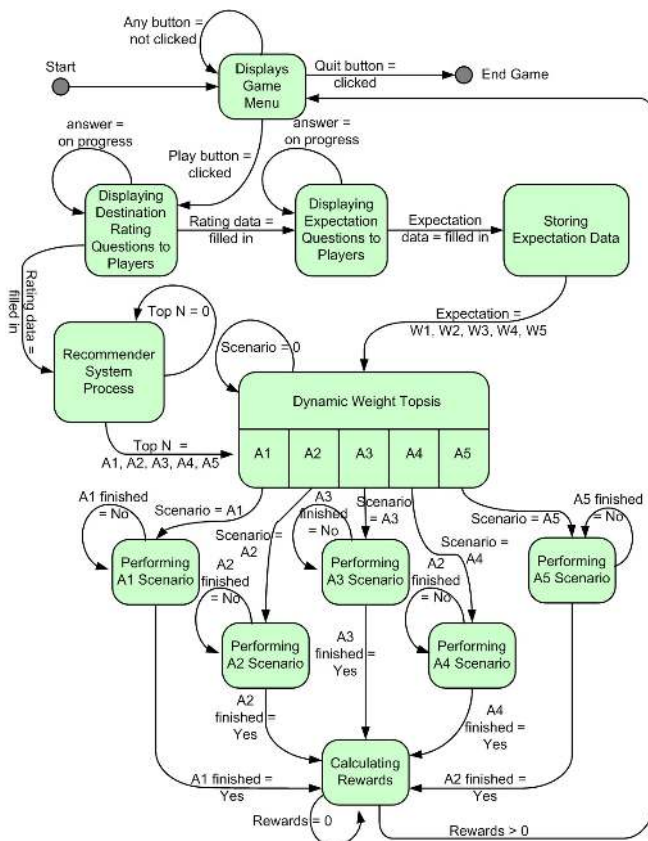 Any button =
not clicked
Start
Displays
Game
Menu
Quit button =
clicked
End Game
answer =
on progress
Play button =
clicked
answer =
on progress
Displaying
Destination
Rating
Questions to
Players
Rating data =
filled in
Displaying
Expectation
Questions to
Players
Expectation
data = filled in
Storing
Expectation Data
Rating data =
filled in
Top N = 0
Recommender
System
Process
Scenario = 0
Expectation =
W1, W2, W3, W4, W5
Dynamic Weight Topsis
A1
A2
A3
A4
A5
Top N =
A1, A2, A3, A4, A5
A1 finished
= No
Scenario = A1
Scenario
= A2
A3
finished
= No
Scenario
= A3
Scenario =
A4
Scenario = A5
A5 finished
= No
Performing
A1 Scenario
A2
finished
= No
Performing
A3 Scenario
A2
finished
= No
Performing
A5 Scenario
Performing
A2 Scenario
A3
finished =
Yes
Performing
A4 Scenario
A2
finished =
Yes
A4
finished =
Yes
A1 finished =
Yes
Calculating
Rewards
A2 finished =
Yes
Rewards = 0
Rewards > 0